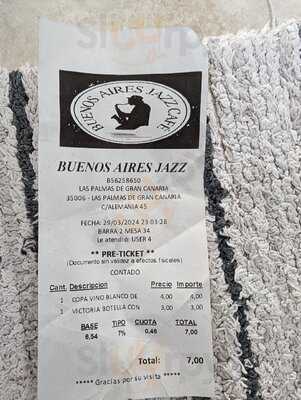 BUENOS AIRES JAZZ CAFE
BUENOS AIRES JAZZ
B56258650
LAS PALMAS DE GRAN CANARIA
35006 - LAS PALMAS DE GRAN CANARIA
C/ALEMANIA 45
FECHA: 29/03/2024 23:03:28
BARRA 2 MESA 34
Le atendió: USER 4
** PRE-TICKET **
(Documento sin validez a efectos fiscales)
CONTADO
Cant. Descripcion Precio Importe
1 COPA VINO BLANCO DE 4,00 4,00
1 VICTORIA BOTELLA CON 3,00 3,00
BASE TIPO CUOTA TOTAL
6,54 7% 0,46 7,00
Total: 7,00
***** Gracias por su visita *****